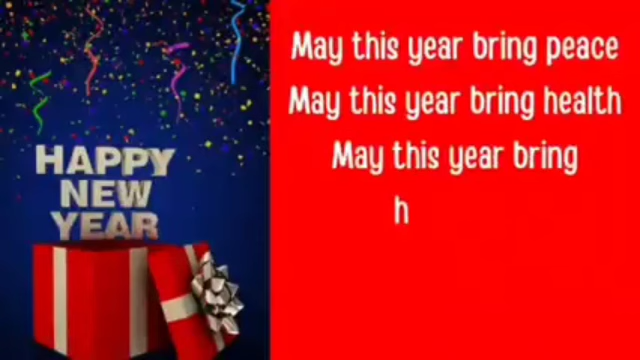 HAPPY
NEW
YEAR
May this year bring peace
May this year bring health
May this year bring
h